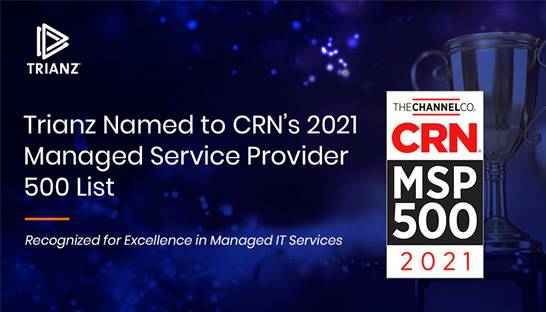 TRIANZ
Trianz Named to CRN's 2021
Managed Service Provider
500 List
Recognized for Excellence in Managed IT Services
THECHANNELCO.
CRN
MSP
500
2021